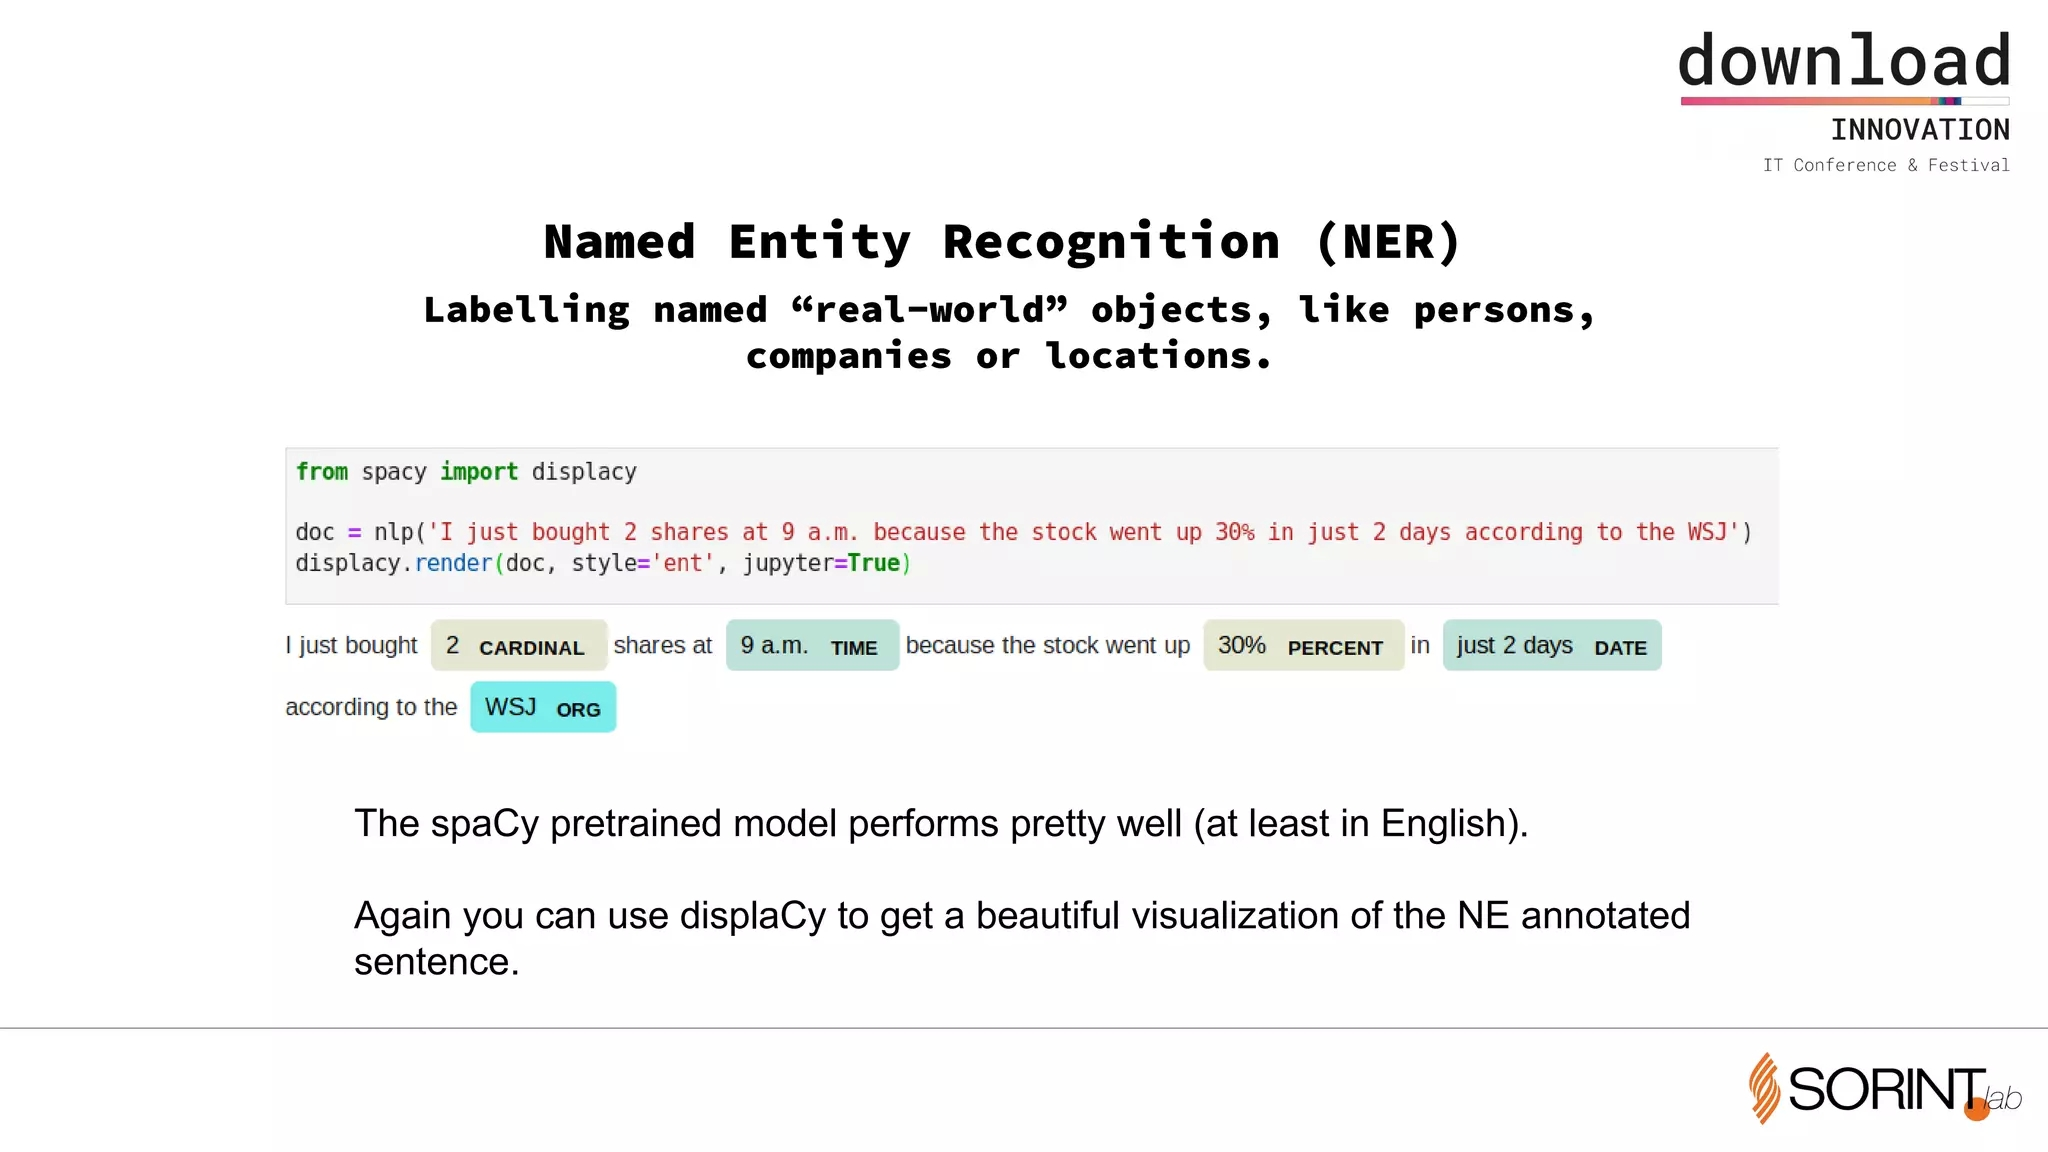 download
INNOVATION
IT Conference & Festival
Named Entity Recognition (NER)
Labelling named “real-world” objects, like persons,
companies or locations.
from spacy import displacy
doc = nlp('I just bought 2 shares at 9 a.m. because the stock went up 30% in just 2 days according to the WSJ')
displacy.render(doc, style='ent', jupyter=True)
I just bought 2 CARDINAL shares at 9 a.m. TIME because the stock went up 30% PERCENT in just 2 days DATE
according to the WSJ ORG
The spaCy pretrained model performs pretty well (at least in English).
Again you can use displaCy to get a beautiful visualization of the NE annotated
sentence.
SORINT lab